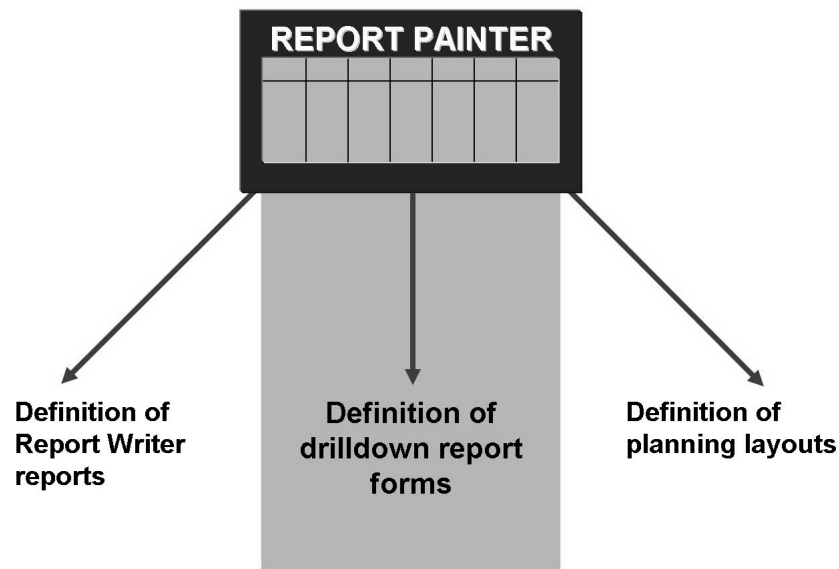 REPORT PAINTER
Definition of
Report Writer
reports
Definition of
drilldown report
forms
Definition of
planning layouts